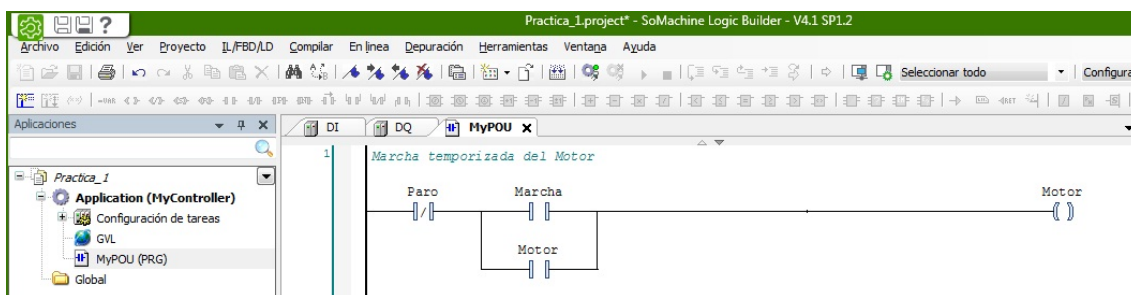 Practica_1.project* - SoMachine Logic Builder - V4.1 SP1.2
Archivo Edición Ver Proyecto IL/FBD/LD Compilar En linea Depuración Herramientas Ventana Ayuda
Seleccionar todo Configura
Aplicaciones
DI DQ MyPOU
1 Marcha temporizada del Motor
Practica_1
Application (MyController)
Configuración de tareas
GVL
MyPOU (PRG)
Global
Paro Marcha Motor
Motor